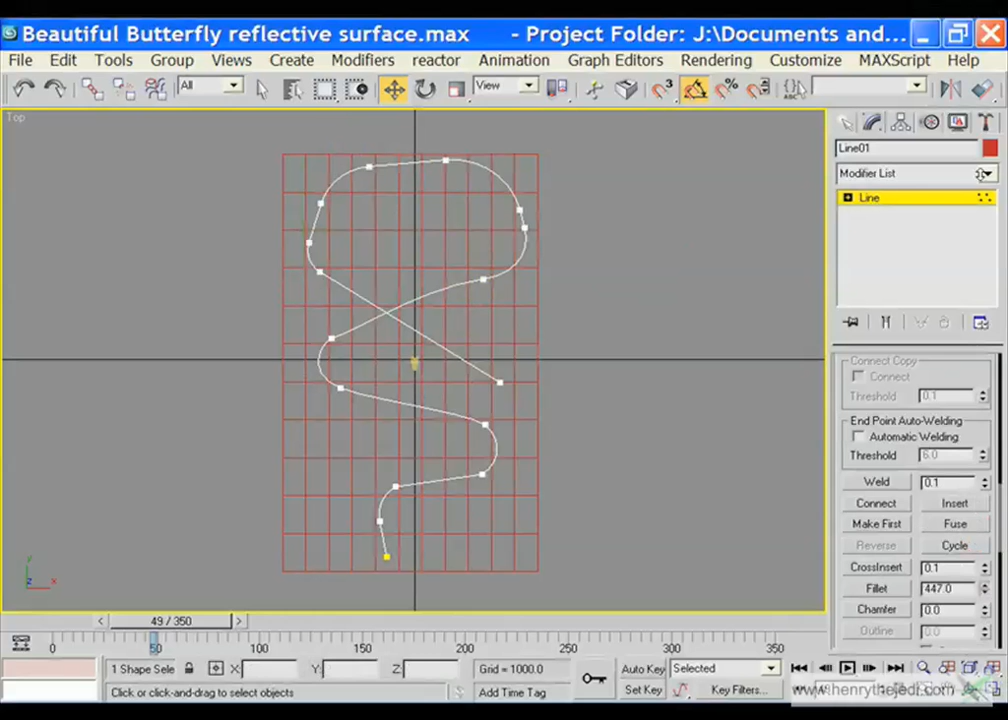 Beautiful Butterfly reflective surface.max - Project Folder: J:\Documents and...
File Edit Tools Group Views Create Modifiers reactor Animation Graph Editors Rendering Customize MAXScript Help
All View
Top
Line01
Modifier List
Line
Connect Copy
Connect
Threshold 0.1
End Point Auto-Welding
Automatic Welding
Threshold 6.0
Weld 0.1
Connect Insert
Make First Fuse
Reverse Cycle
CrossInsert 0.1
Fillet 447.0
Chamfer 0.0
Outline 0.0
y
z x
49 / 350
0 50 100 150 200 250 300 350
1 Shape Sele X: Y: Z: Grid = 1000.0 Auto Key Selected
Click or click-and-drag to select objects Add Time Tag Set Key Key Filters...
www.henrythejedi.com